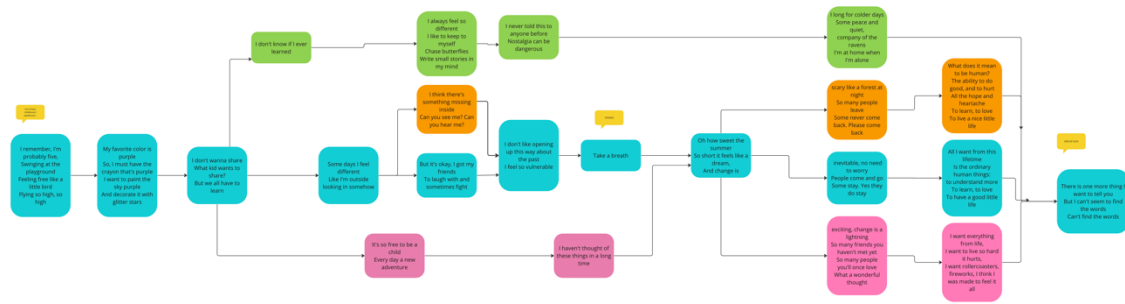 I don't know if I ever
learned
I always feel so
different
I like to keep to
myself
Chase butterflies
Write small stories in
my mind
I never told this to
anyone before
Nostalgia can be
dangerous
I long for colder days
Some peace and
quiet,
company of the
ravens
I'm at home when
I'm alone
I remember, I'm
probably five,
Swinging at the
playground
Feeling free like a
little bird
Flying so high, so
high
My favorite color is
purple
So, I must have the
crayon that's purple
I want to paint the
sky purple
And decorate it with
glitter stars
I don't wanna share
What kid wants to
share?
But we all have to
learn
Some days I feel
different
Like I'm outside
looking in somehow
I think there's
something missing
inside
Can you see me? Can
you hear me?
But it's okay, I got my
friends
To laugh with and
sometimes fight
I don't like opening
up this way about
the past
I feel so vulnerable
Take a breath
Oh how sweet the
summer
So short it feels like a
dream,
And change is
scary like a forest at
night
So many people
leave
Some never come
back. Please come
back
What does it mean
to be human?
The ability to do
good, and to hurt
All the hope and
heartache
To learn, to love
To live a nice little
life
Inevitable, no need
to worry
People come and go
Some stay. Yes they
do stay
All I want from this
lifetime
Is the ordinary
human things:
to understand more
To learn, to love
To have a good little
life
There is one more thing I
want to tell you
But I can't seem to find
the words
Can't find the words
It's so free to be a
child
Every day a new
adventure
I haven't thought of
these things in a long
time
exciting, change is a
lightning
So many friends you
haven't met yet
So many people
you'll once love
What a wonderful
thought
I want everything
from life,
I want to live so hard
it hurts,
I want rollercoasters,
fireworks, I think I
was made to feel it
all